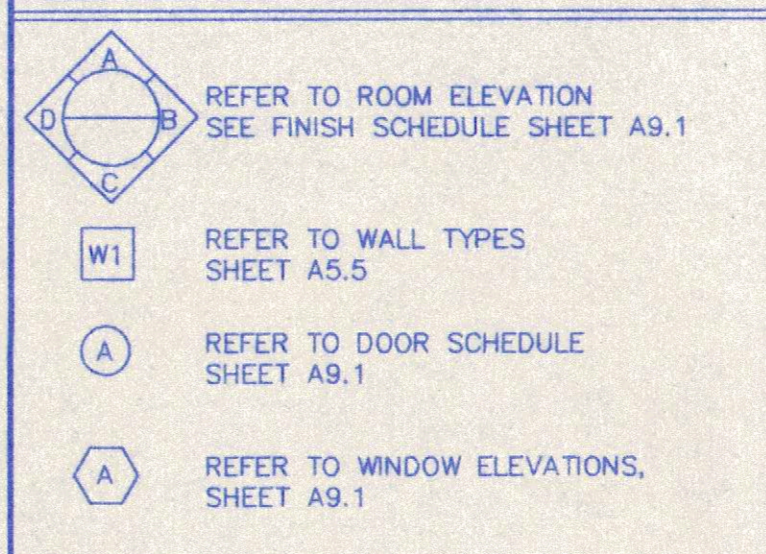 A
D B
C
REFER TO ROOM ELEVATION
SEE FINISH SCHEDULE SHEET A9.1
W1
REFER TO WALL TYPES
SHEET A5.5
A
REFER TO DOOR SCHEDULE
SHEET A9.1
A
REFER TO WINDOW ELEVATIONS,
SHEET A9.1